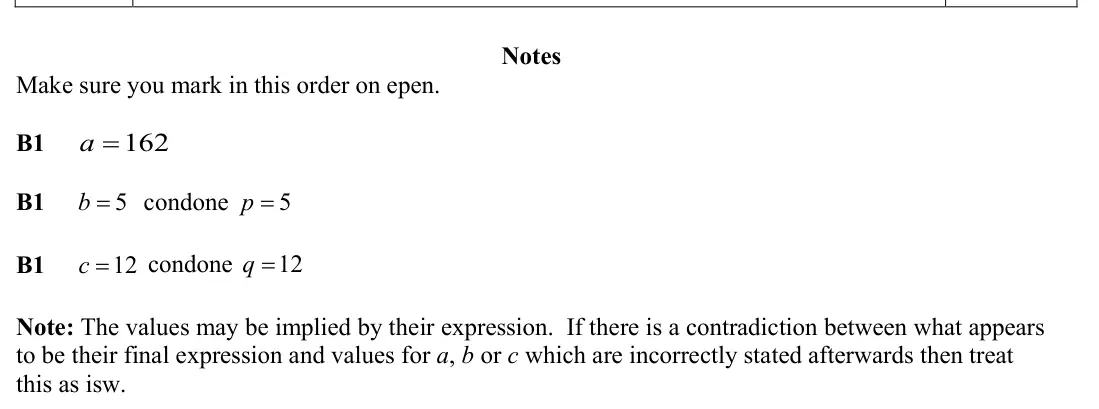 Notes
Make sure you mark in this order on epen.
B1 a = 162
B1 b = 5 condone p = 5
B1 c = 12 condone q = 12
Note: The values may be implied by their expression. If there is a contradiction between what appears
to be their final expression and values for a, b or c which are incorrectly stated afterwards then treat
this as isw.